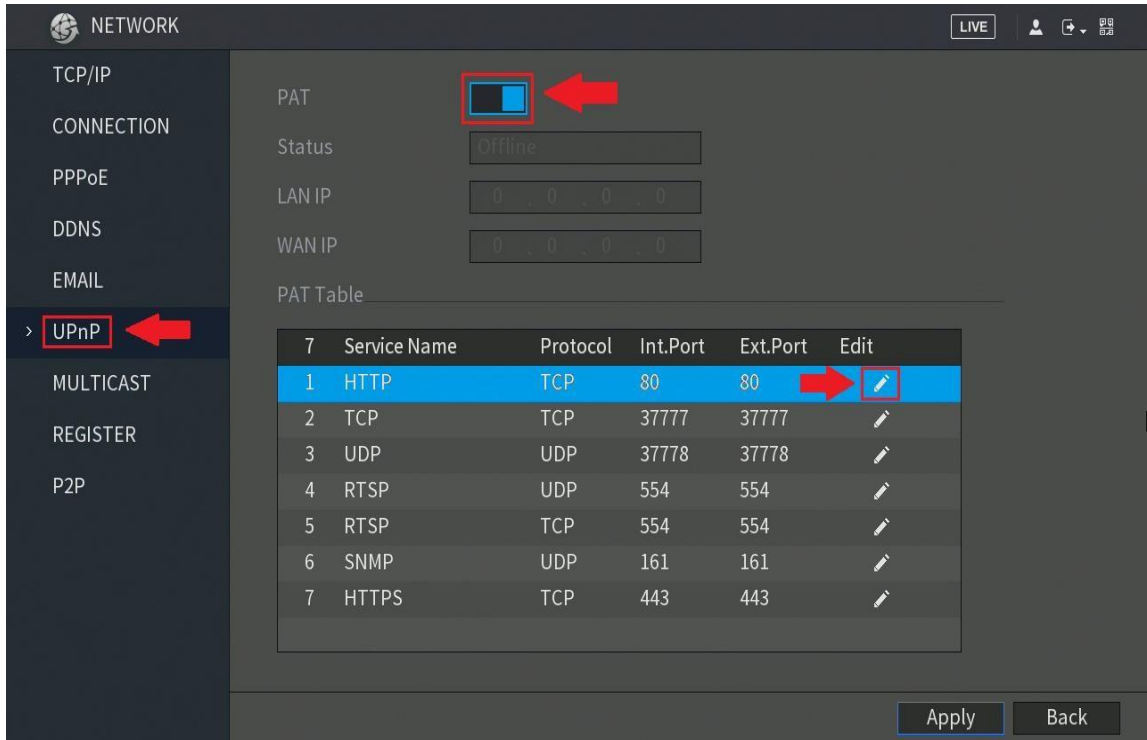 NETWORK
LIVE
TCP/IP
CONNECTION
PPPoE
DDNS
EMAIL
UPnP
MULTICAST
REGISTER
P2P
PAT
Status Offline
LAN IP 0 . 0 . 0 . 0
WAN IP 0 . 0 . 0 . 0
PAT Table
7 Service Name Protocol Int.Port Ext.Port Edit
1 HTTP TCP 80 80
2 TCP TCP 37777 37777
3 UDP UDP 37778 37778
4 RTSP UDP 554 554
5 RTSP TCP 554 554
6 SNMP UDP 161 161
7 HTTPS TCP 443 443
Apply Back